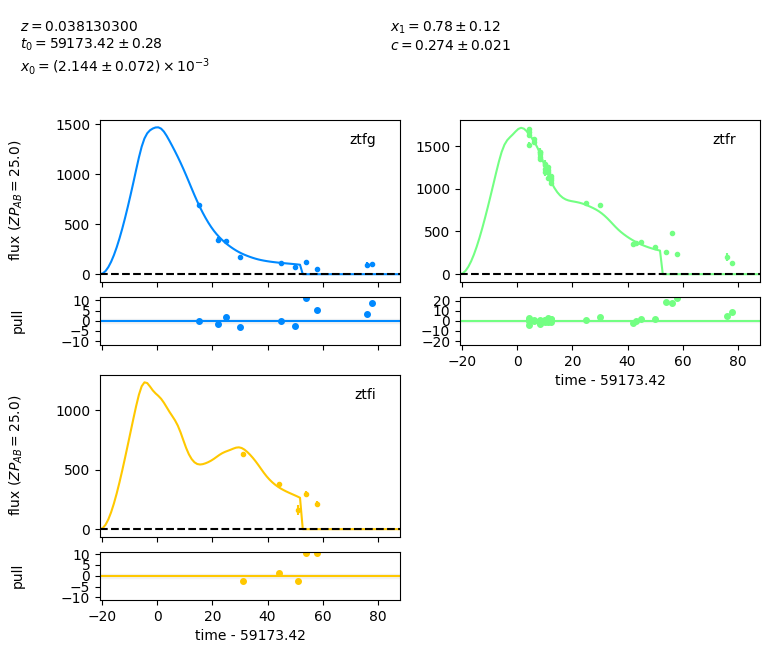 z = 0.038130300
t₀ = 59173.42 ± 0.28
x₀ = (2.144 ± 0.072) × 10⁻³
x₁ = 0.78 ± 0.12
c = 0.274 ± 0.021
flux (ZP_AB = 25.0)
1500
1000
500
0
ztfg
10
5
0
−5
−10
pull
1500
1000
500
0
ztfr
20
10
0
−10
−20
−20 0 20 40 60 80
time - 59173.42
flux (ZP_AB = 25.0)
1000
500
0
ztfi
10
5
0
−5
−10
pull
−20 0 20 40 60 80
time - 59173.42